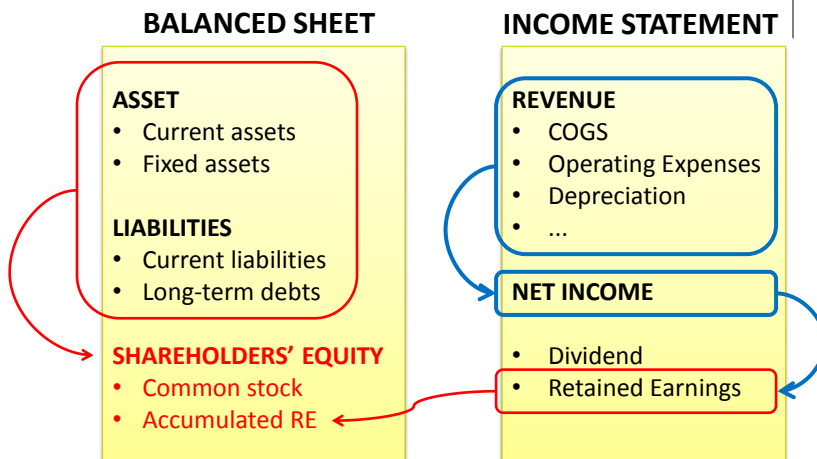 BALANCED SHEET
ASSET
• Current assets
• Fixed assets
LIABILITIES
• Current liabilities
• Long-term debts
SHAREHOLDERS’ EQUITY
• Common stock
• Accumulated RE
INCOME STATEMENT
REVENUE
• COGS
• Operating Expenses
• Depreciation
• ...
NET INCOME
• Dividend
• Retained Earnings